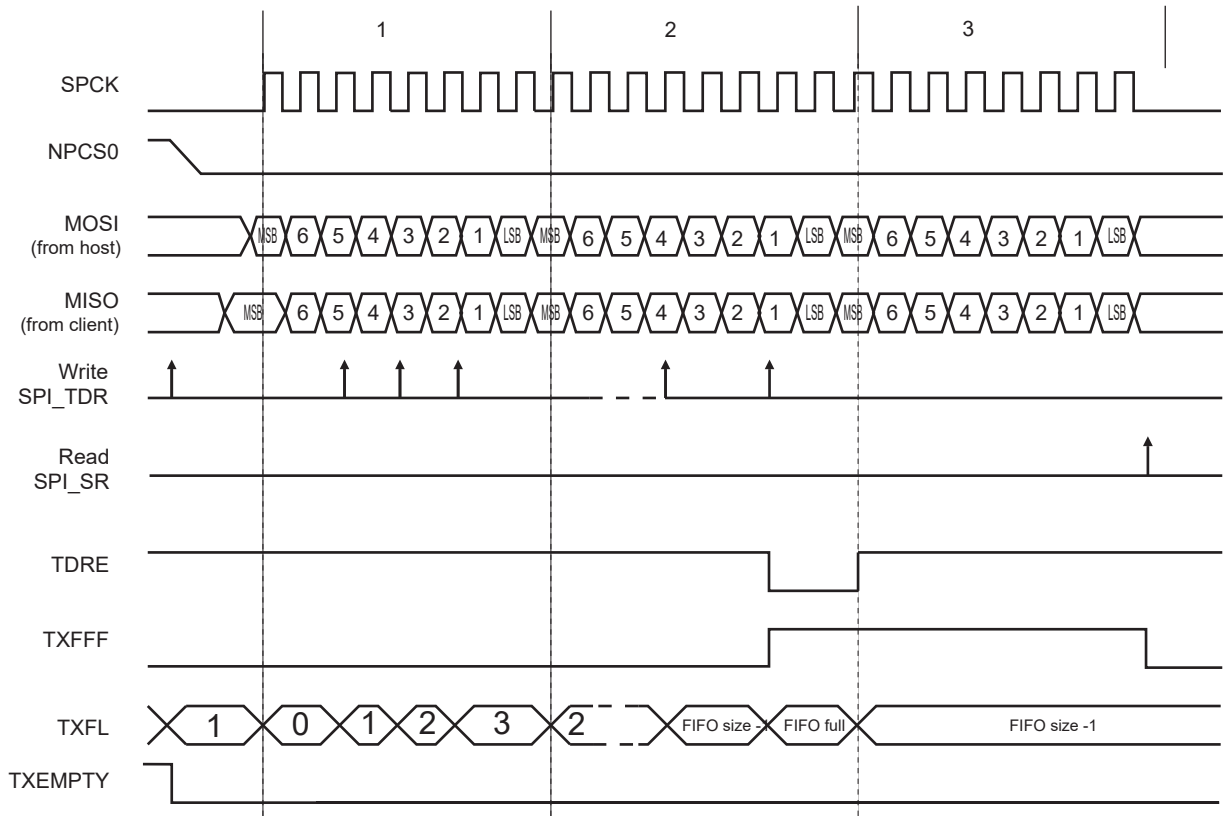 1 2 3
SPCK
NPCS0
MOSI
(from host)
MSB 6 5 4 3 2 1 LSB MSB 6 5 4 3 2 1 LSB MSB 6 5 4 3 2 1 LSB
MISO
(from client)
MSB 6 5 4 3 2 1 LSB MSB 6 5 4 3 2 1 LSB MSB 6 5 4 3 2 1 LSB
Write
SPI_TDR
Read
SPI_SR
TDRE
TXFFF
TXFL 1 0 1 2 3 2 FIFO size -1 FIFO full FIFO size -1
TXEMPTY